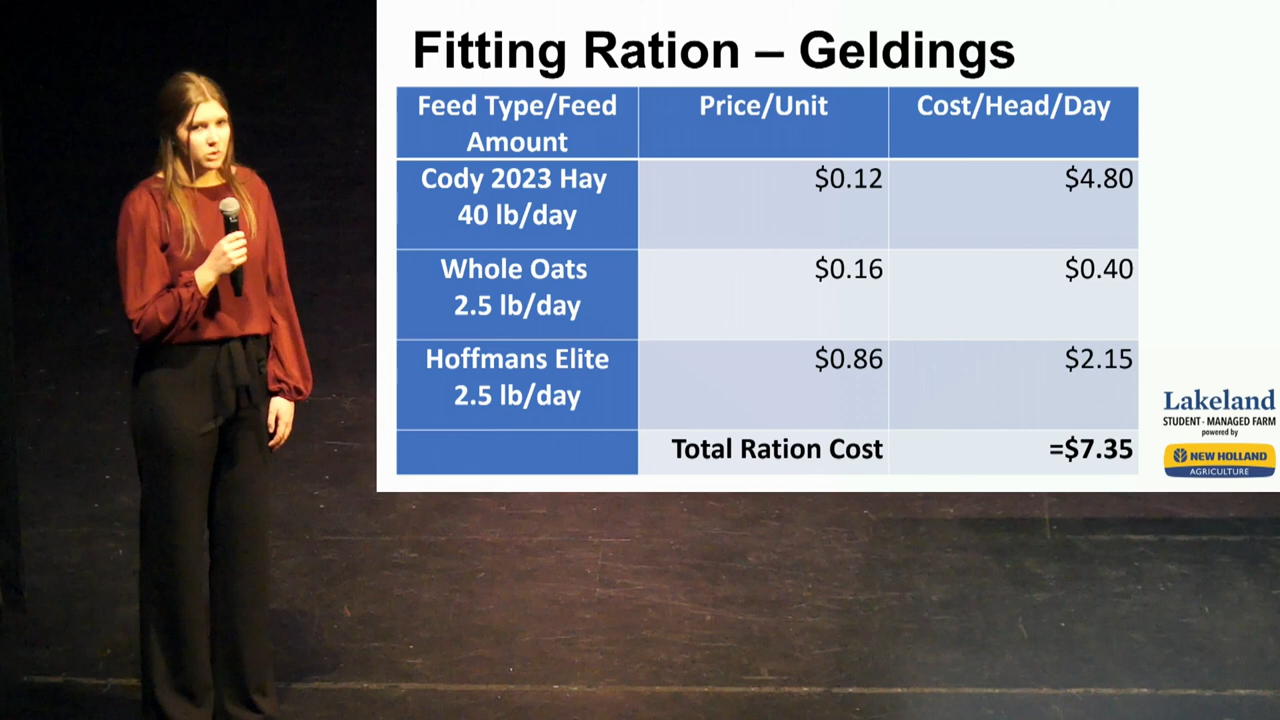 Fitting Ration – Geldings
Feed Type/Feed Amount
Price/Unit
Cost/Head/Day
Cody 2023 Hay
40 lb/day
$0.12
$4.80
Whole Oats
2.5 lb/day
$0.16
$0.40
Hoffmans Elite
2.5 lb/day
$0.86
$2.15
Total Ration Cost
=$7.35
Lakeland
STUDENT - MANAGED FARM
powered by
NEW HOLLAND
AGRICULTURE